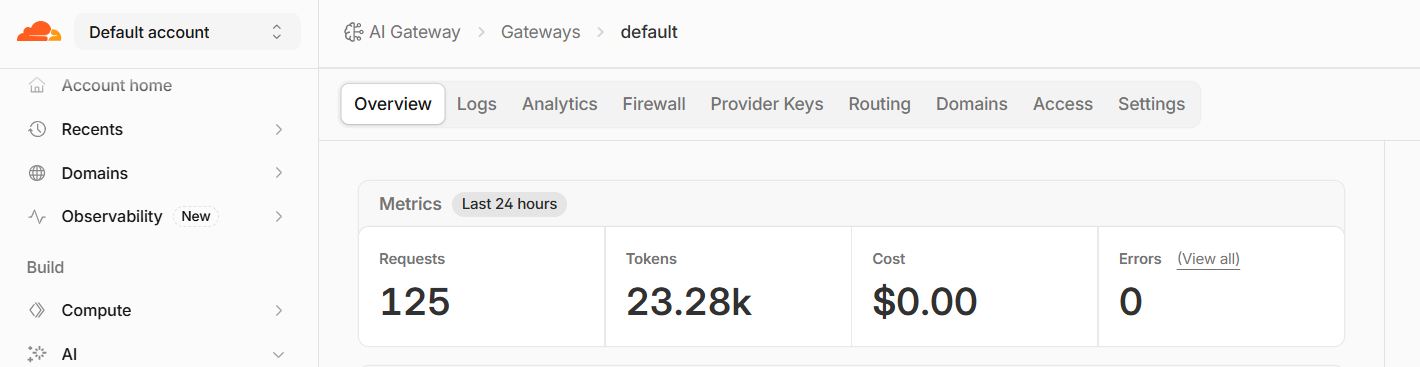 Default account
AI Gateway > Gateways > default
Account home
Recents
Domains
Observability New
Build
Compute
AI
Overview Logs Analytics Firewall Provider Keys Routing Domains Access Settings
Metrics Last 24 hours
Requests
125
Tokens
23.28k
Cost
$0.00
Errors (View all)
0